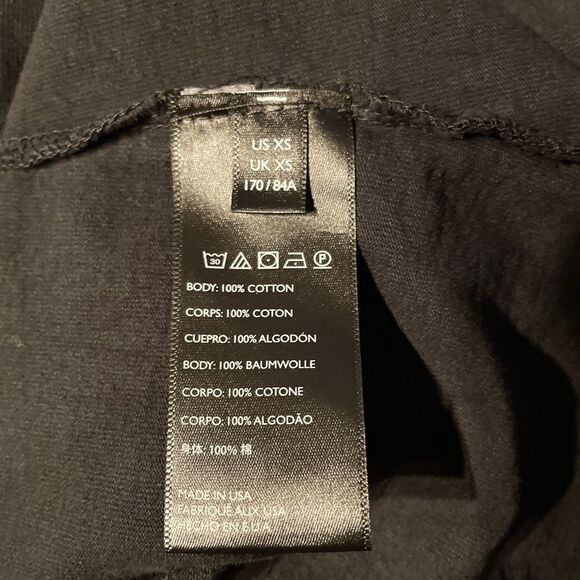 US XS
UK XS
170/84A
30 P
BODY: 100% COTTON
CORPS: 100% COTON
CUEPRO: 100% ALGODÓN
BODY: 100% BAUMWOLLE
CORPO: 100% COTONE
CORPO: 100% ALGODÃO
身体: 100% 棉
MADE IN USA
FABRIQUE AUX USA
HECHO EN E.U.A.